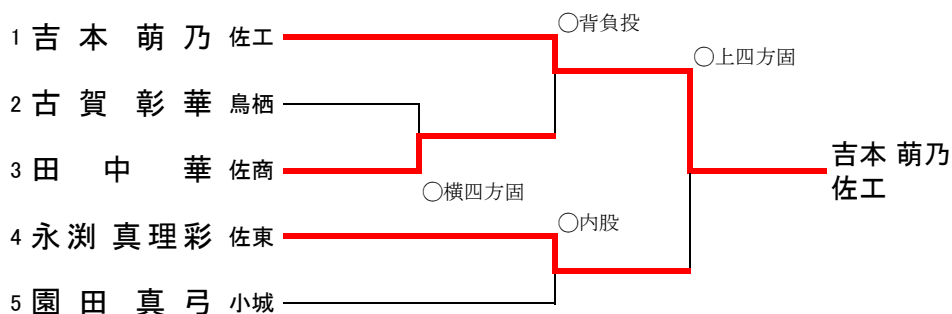 1 吉本 萌乃 佐工
○背負投
○上四方固
2 古賀 彰華 鳥栖
3 田中 華 佐商
○横四方固
吉本 萌乃
佐工
4 永渕 真理彩 佐東
○内股
5 園田 真弓 小城